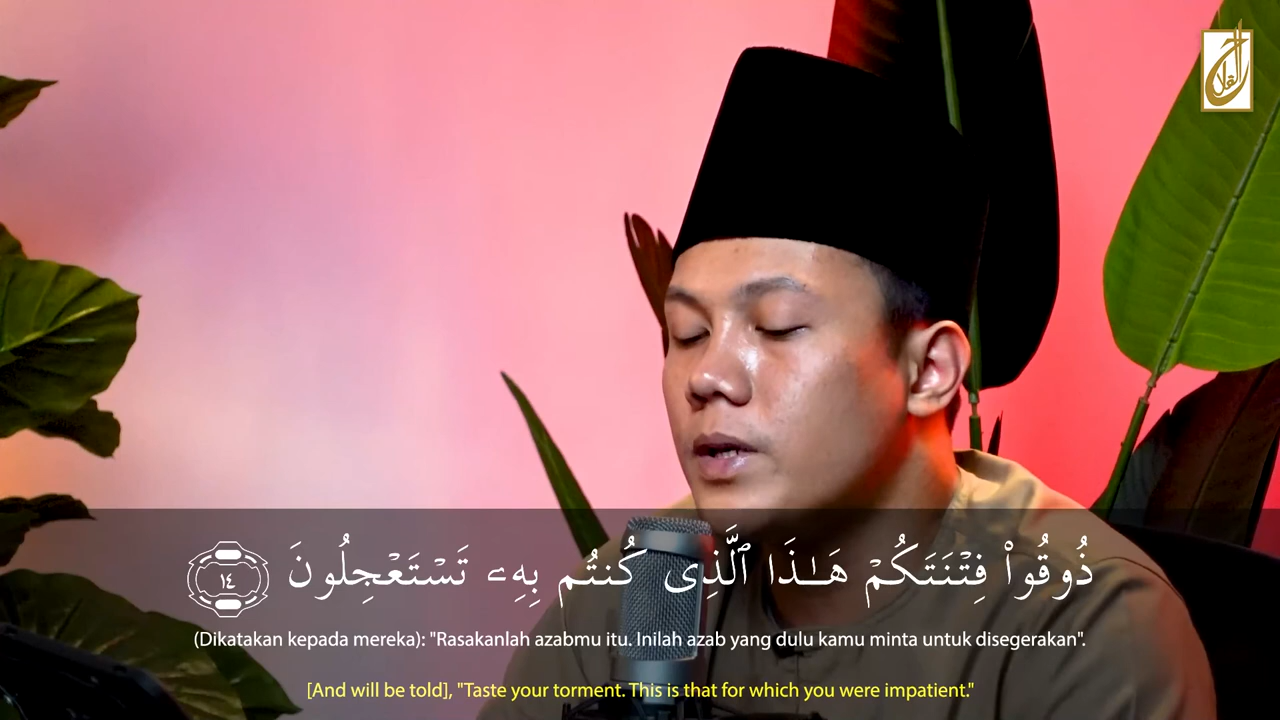 العلاج
ذُوقُوا۟ فِتْنَتَكُمْ هَـٰذَا ٱلَّذِى كُنتُم بِهِۦ تَسْتَعْجِلُونَ ١٤
(Dikatakan kepada mereka): "Rasakanlah azabmu itu. Inilah azab yang dulu kamu minta untuk disegerakan".
[And will be told], "Taste your torment. This is that for which you were impatient."